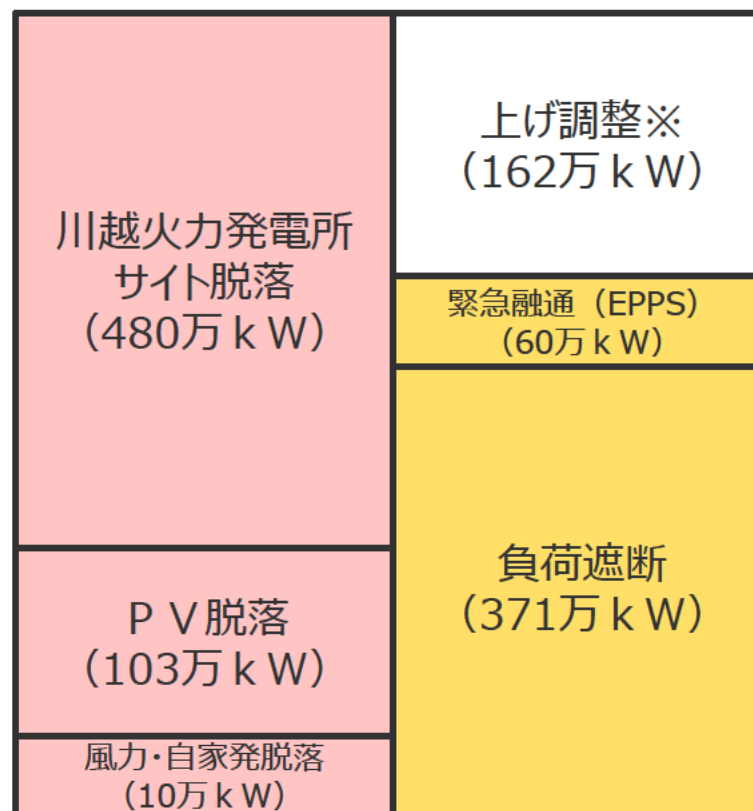 川越火力発電所
サイト脱落
（480万ｋＷ）
ＰＶ脱落
（103万ｋＷ）
風力・自家発脱落
（10万ｋＷ）
上げ調整※
（162万ｋＷ）
緊急融通（EPPS）
（60万ｋＷ）
負荷遮断
（371万ｋＷ）